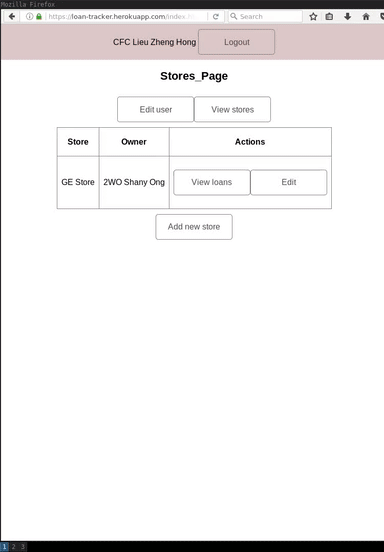 Mozilla Firefox
https://loan-tracker.herokuapp.com/index.
Search
CFC Lieu Zheng Hong Logout
Stores_Page
Edit user View stores
Store Owner Actions
GE Store 2WO Shany Ong View loans Edit
Add new store
1 2 3